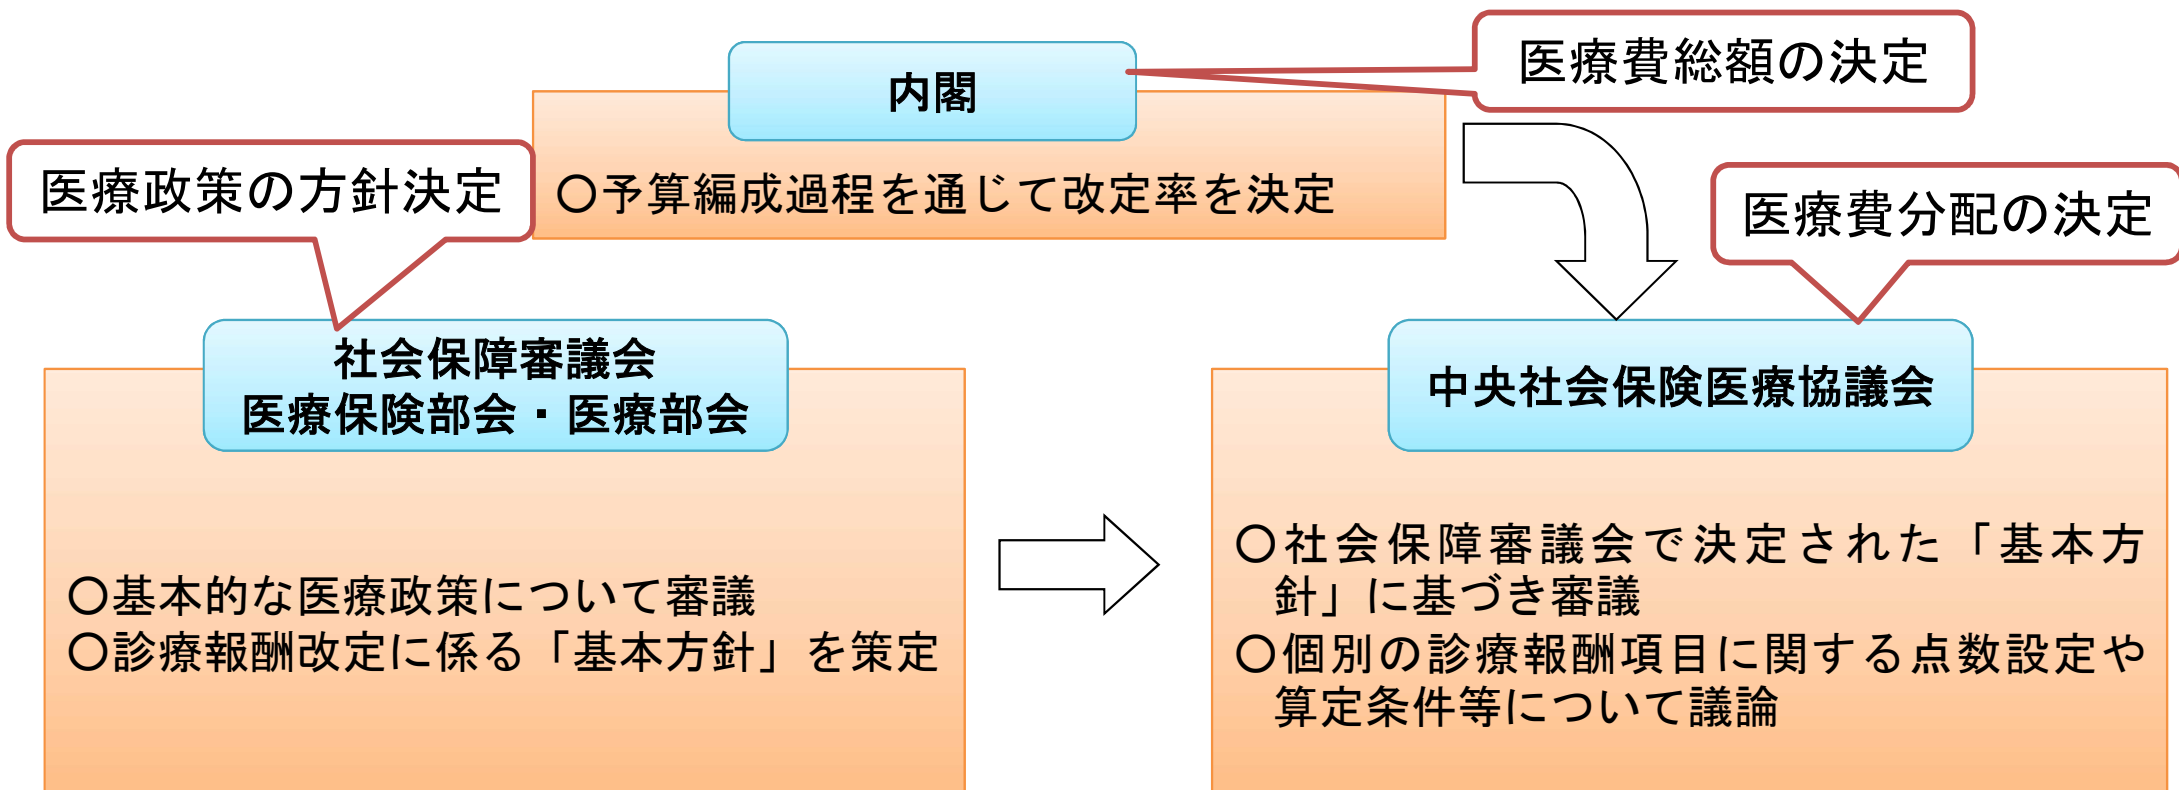 医療費総額の決定
内閣
〇予算編成過程を通じて改定率を決定
医療政策の方針決定
医療費分配の決定
社会保障審議会
医療保険部会・医療部会
〇基本的な医療政策について審議
〇診療報酬改定に係る「基本方針」を策定
中央社会保険医療協議会
〇社会保障審議会で決定された「基本方
針」に基づき審議
〇個別の診療報酬項目に関する点数設定や
算定条件等について議論